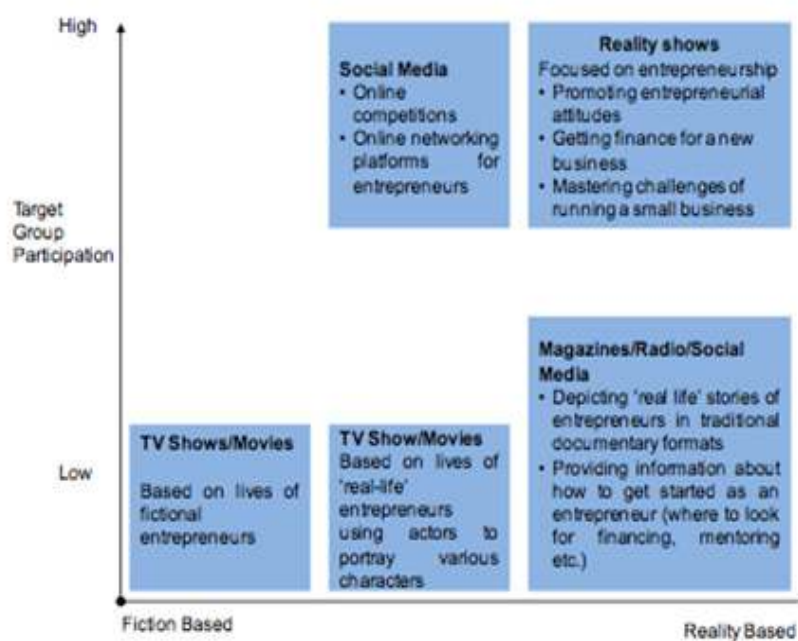 High
Social Media
• Online
competitions
• Online networking
platforms for
entrepreneurs
Reality shows
Focused on entrepreneurship
• Promoting entrepreneurial
attitudes
• Getting finance for a new
business
• Mastering challenges of
running a small business
Target
Group
Participation
Magazines/Radio/Social
Media
• Depicting 'real life' stories of
entrepreneurs in traditional
documentary formats
• Providing information about
how to get started as an
entrepreneur (where to look
for financing, mentoring
etc.)
Low
TV Shows/Movies
Based on lives of
fictional
entrepreneurs
TV Show/Movies
Based on lives of
'real-life'
entrepreneurs
using actors to
portray various
characters
Fiction Based
Reality Based